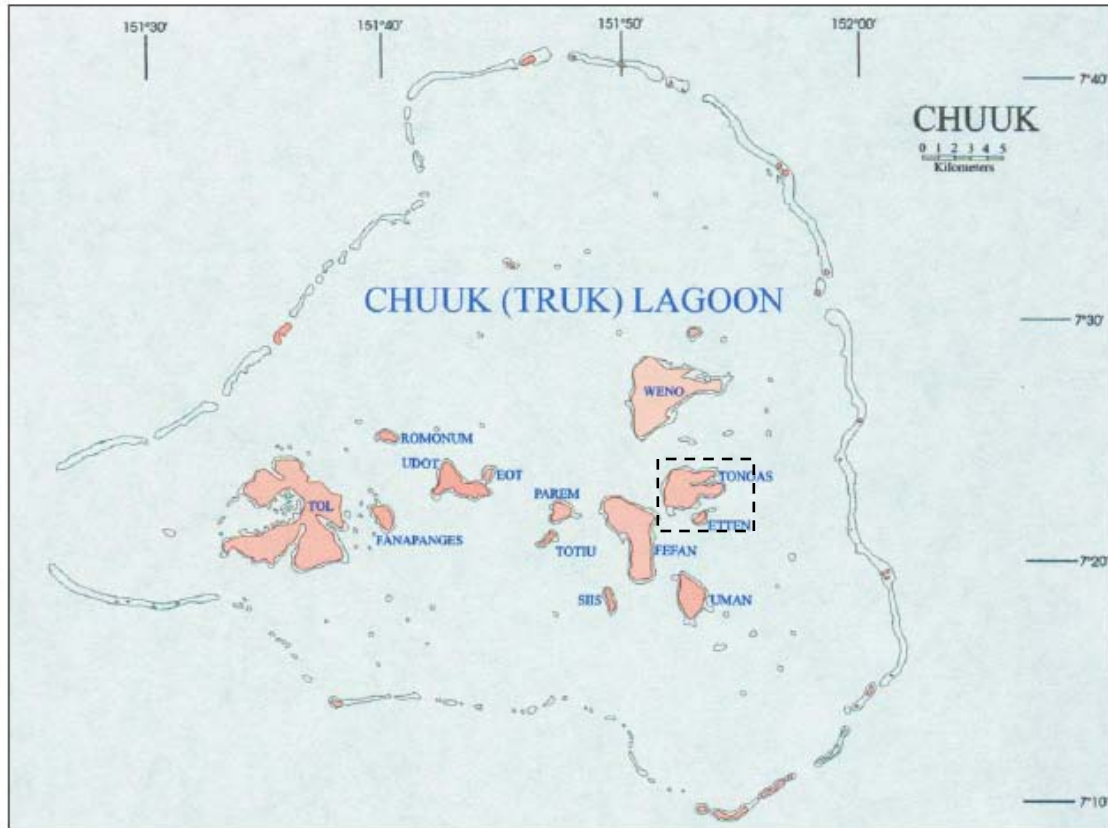 151°30'
151°40'
151°50'
152°00'
7°40'
CHUUK
0 1 2 3 4 5
Kilometers
CHUUK (TRUK) LAGOON
7°30'
WENO
ROMONUM
UDOT
EOT
TONOAS
TOL
PAREM
FANAPANGES
TOTIU
FEFAN
ETTEN
7°20'
SIIS
UMAN
7°10'